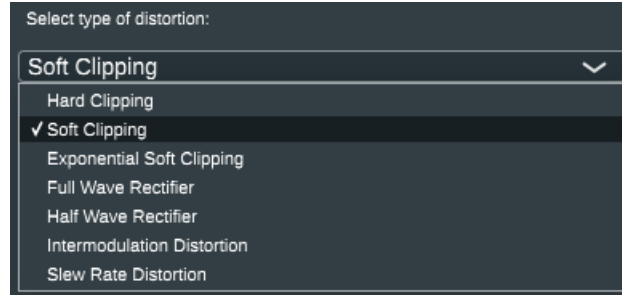 Select type of distortion:
Soft Clipping
Hard Clipping
✓ Soft Clipping
Exponential Soft Clipping
Full Wave Rectifier
Half Wave Rectifier
Intermodulation Distortion
Slew Rate Distortion